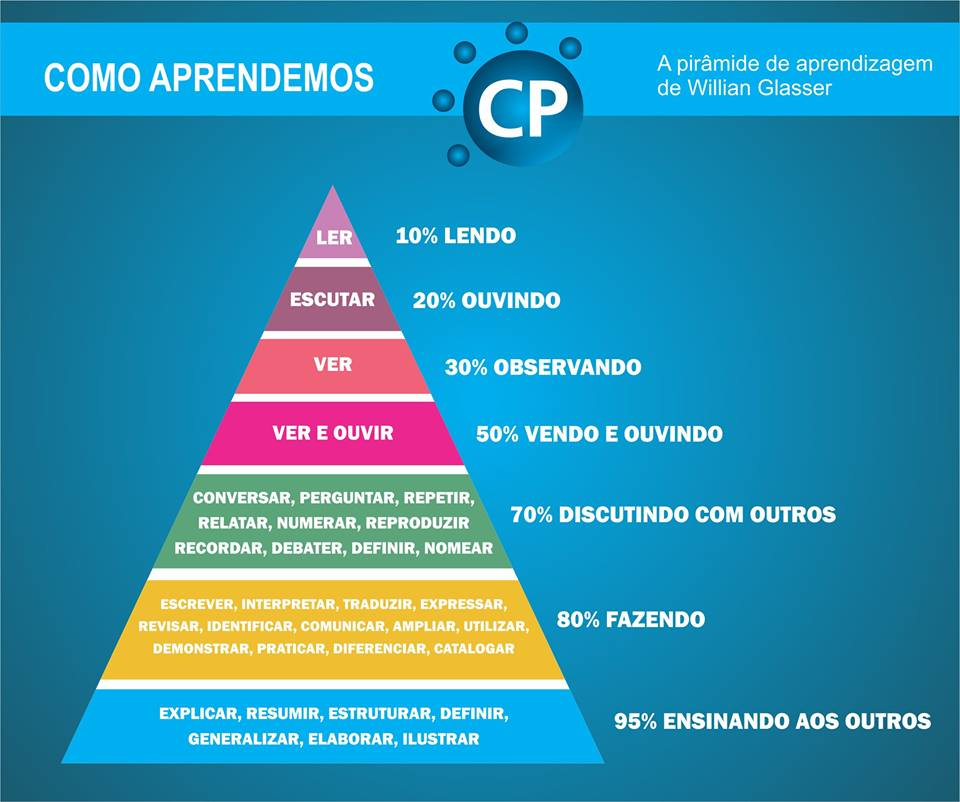 COMO APRENDEMOS
CP
A pirâmide de aprendizagem
de Willian Glasser
LER
10% LENDO
ESCUTAR
20% OUVINDO
VER
30% OBSERVANDO
VER E OUVIR
50% VENDO E OUVINDO
CONVERSAR, PERGUNTAR, REPETIR,
RELATAR, NUMERAR, REPRODUZIR
RECORDAR, DEBATER, DEFINIR, NOMEAR
70% DISCUTINDO COM OUTROS
ESCREVER, INTERPRETAR, TRADUZIR, EXPRESSAR,
REVISAR, IDENTIFICAR, COMUNICAR, AMPLIAR, UTILIZAR,
DEMONSTRAR, PRATICAR, DIFERENCIAR, CATALOGAR
80% FAZENDO
EXPLICAR, RESUMIR, ESTRUTURAR, DEFINIR,
GENERALIZAR, ELABORAR, ILUSTRAR
95% ENSINANDO AOS OUTROS